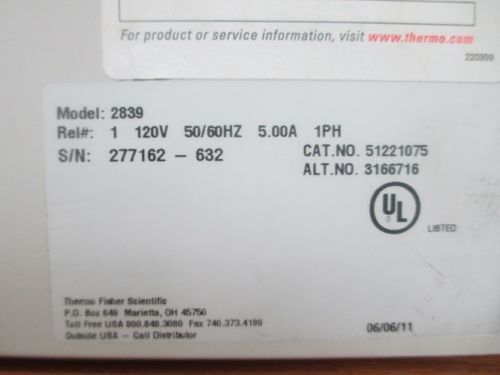 For product or service information, visit www.thermo.com
220999
Model: 2839
Rel#: 1 120V 50/60HZ 5.00A 1PH
S/N: 277162 - 632
CAT.NO. 51221075
ALT.NO. 3166716
UL
LISTED
Thermo Fisher Scientific
P.O. Box 649 Marietta, OH 45750
Toll Free USA 800.848.3080 Fax 740.373.4189
Outside USA - Call Distributor
06/06/11